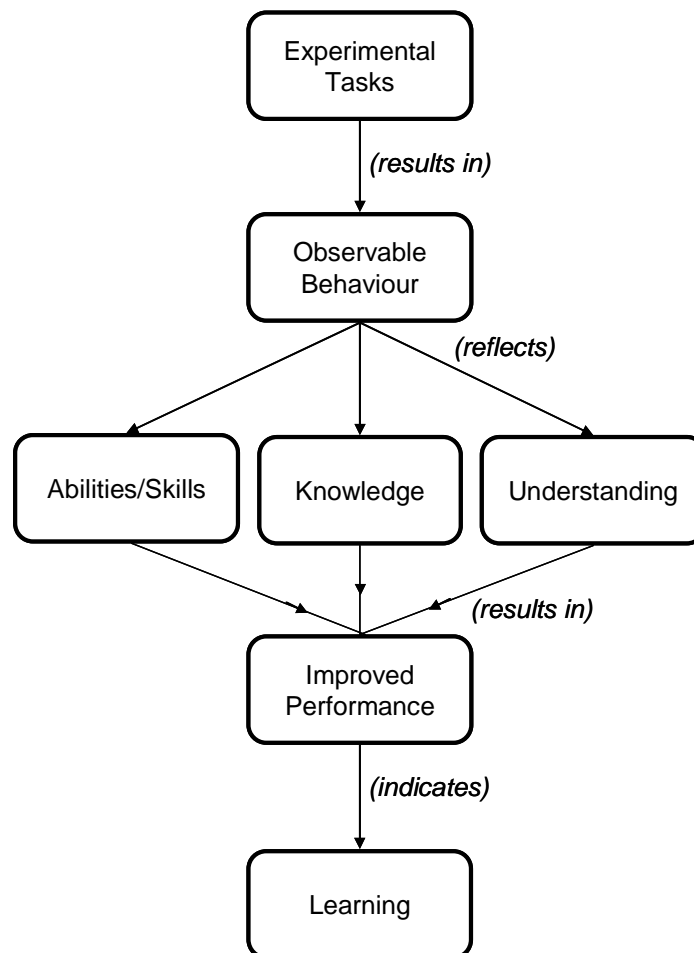 Experimental
Tasks
(results in)
Observable
Behaviour
(reflects)
Abilities/Skills
Knowledge
Understanding
(results in)
Improved
Performance
(indicates)
Learning